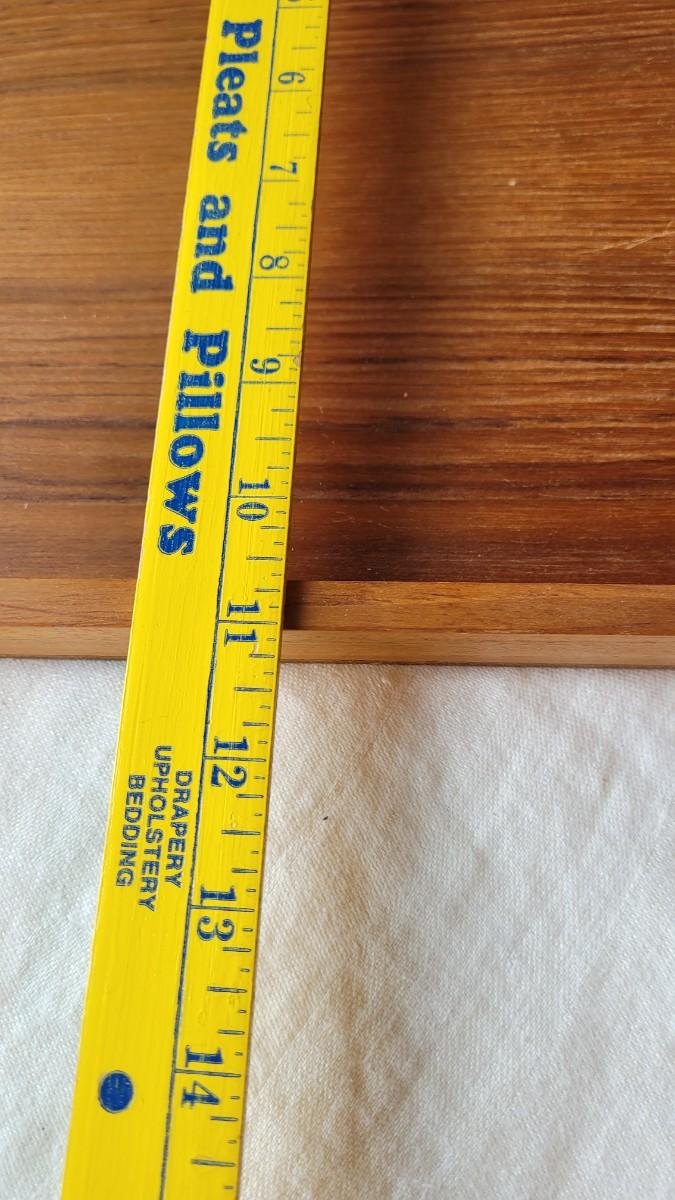 Pleats and Pillows
DRAPERY
UPHOLSTERY
BEDDING
6
7
8
9
10
11
12
13
14